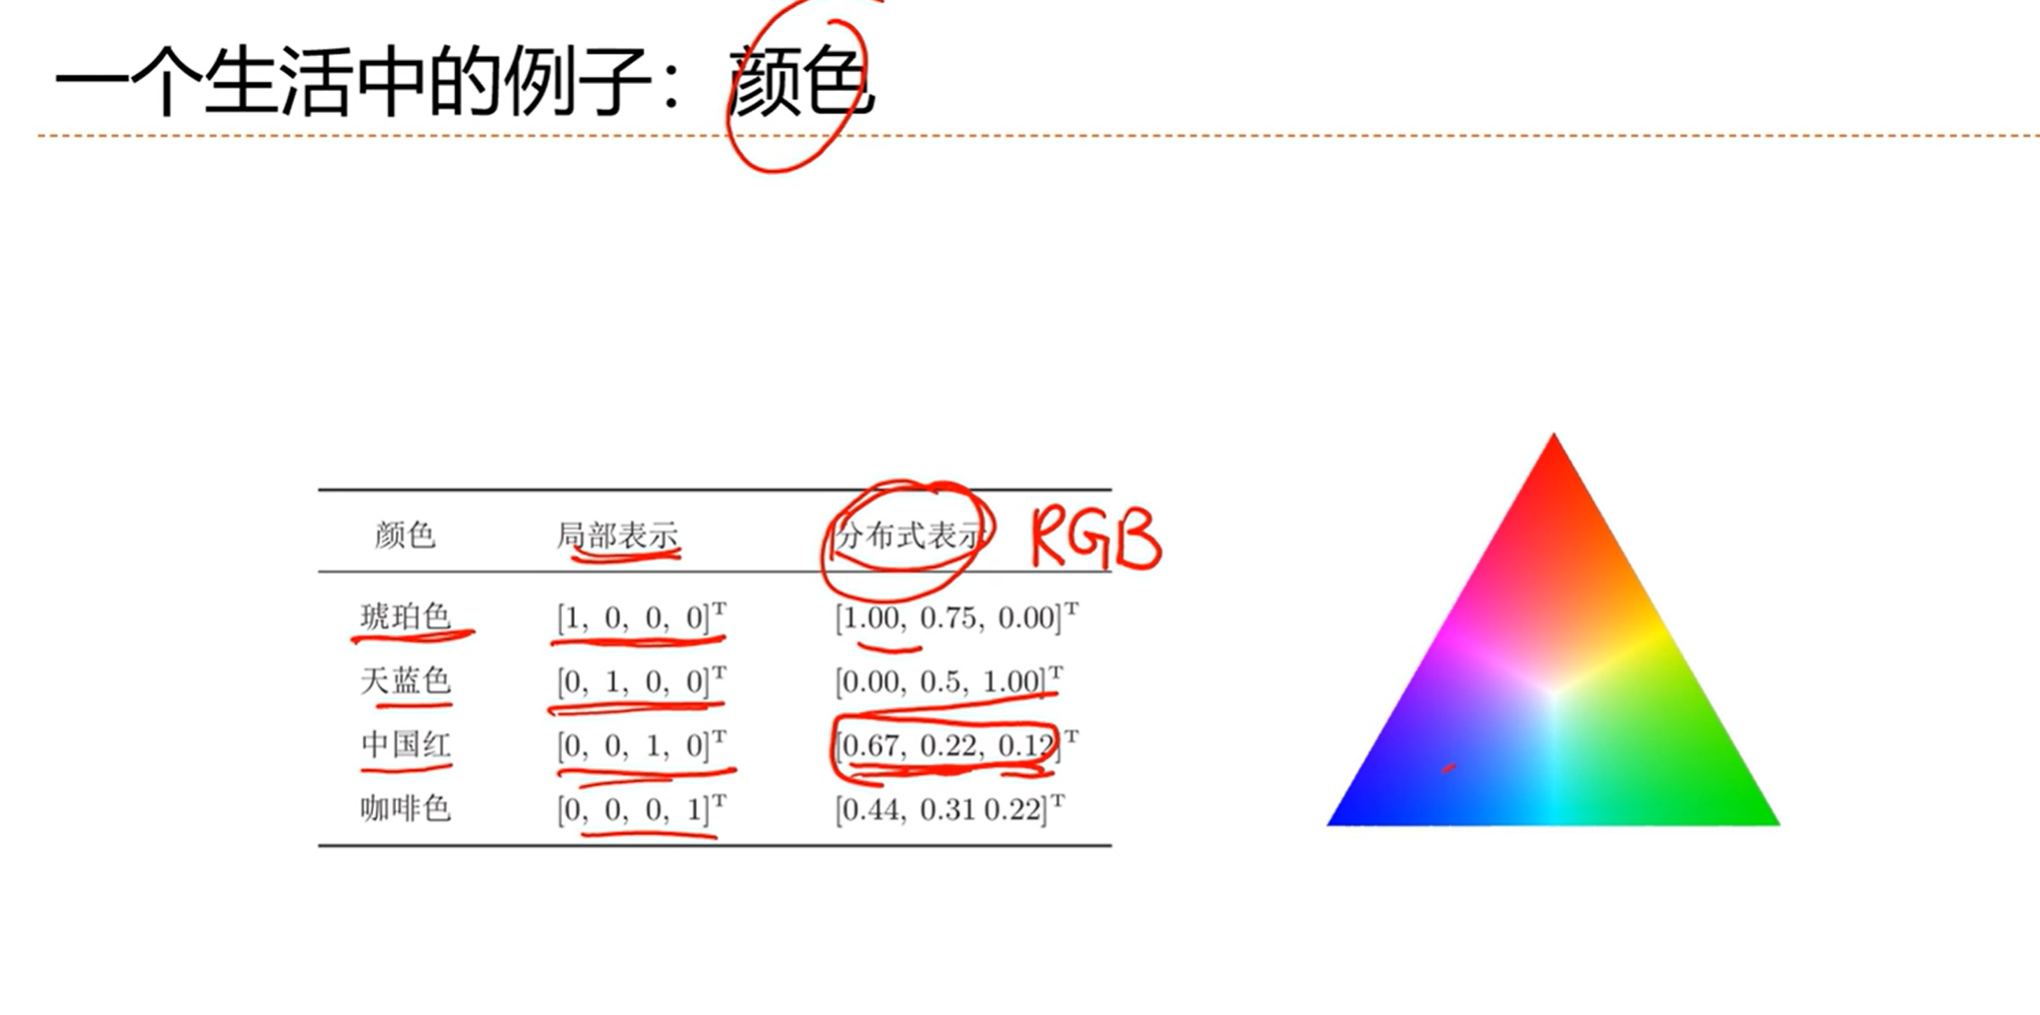 一个生活中的例子：颜色
颜色 局部表示 分布式表示 RGB
琥珀色 [1, 0, 0, 0]ᵀ [1.00, 0.75, 0.00]ᵀ
天蓝色 [0, 1, 0, 0]ᵀ [0.00, 0.5, 1.00]ᵀ
中国红 [0, 0, 1, 0]ᵀ [0.67, 0.22, 0.12]ᵀ
咖啡色 [0, 0, 0, 1]ᵀ [0.44, 0.31 0.22]ᵀ